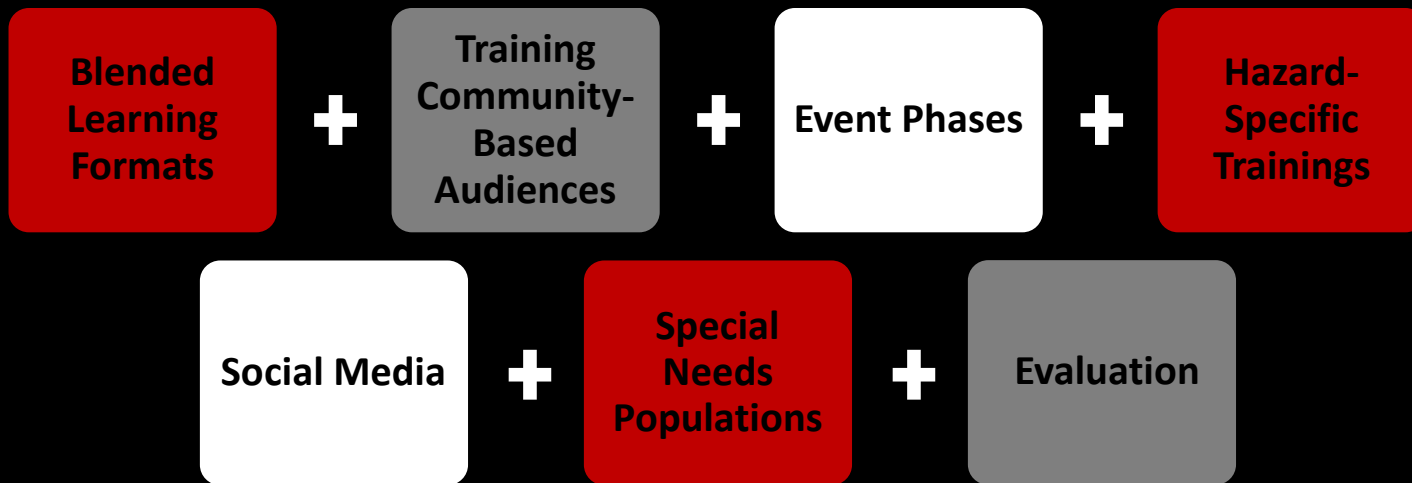 Blended
Learning
Formats
Training
Community-
Based
Audiences
Event Phases
Hazard-
Specific
Trainings
Social Media
Special
Needs
Populations
Evaluation